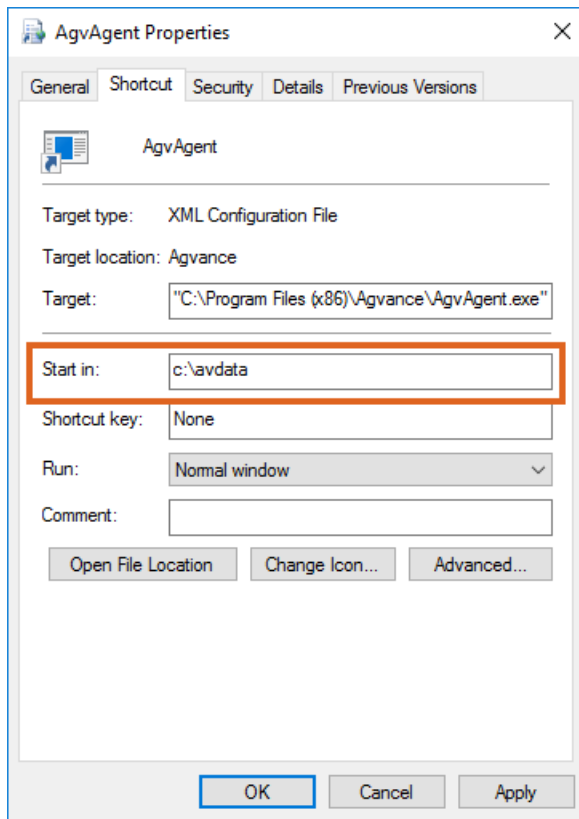 AgvAgent Properties
General Shortcut Security Details Previous Versions
AgvAgent
Target type: XML Configuration File
Target location: Agvance
Target: "C:\Program Files (x86)\Agvance\AgvAgent.exe"
Start in: c:\avdata
Shortcut key: None
Run: Normal window
Comment:
Open File Location Change Icon... Advanced...
OK Cancel Apply